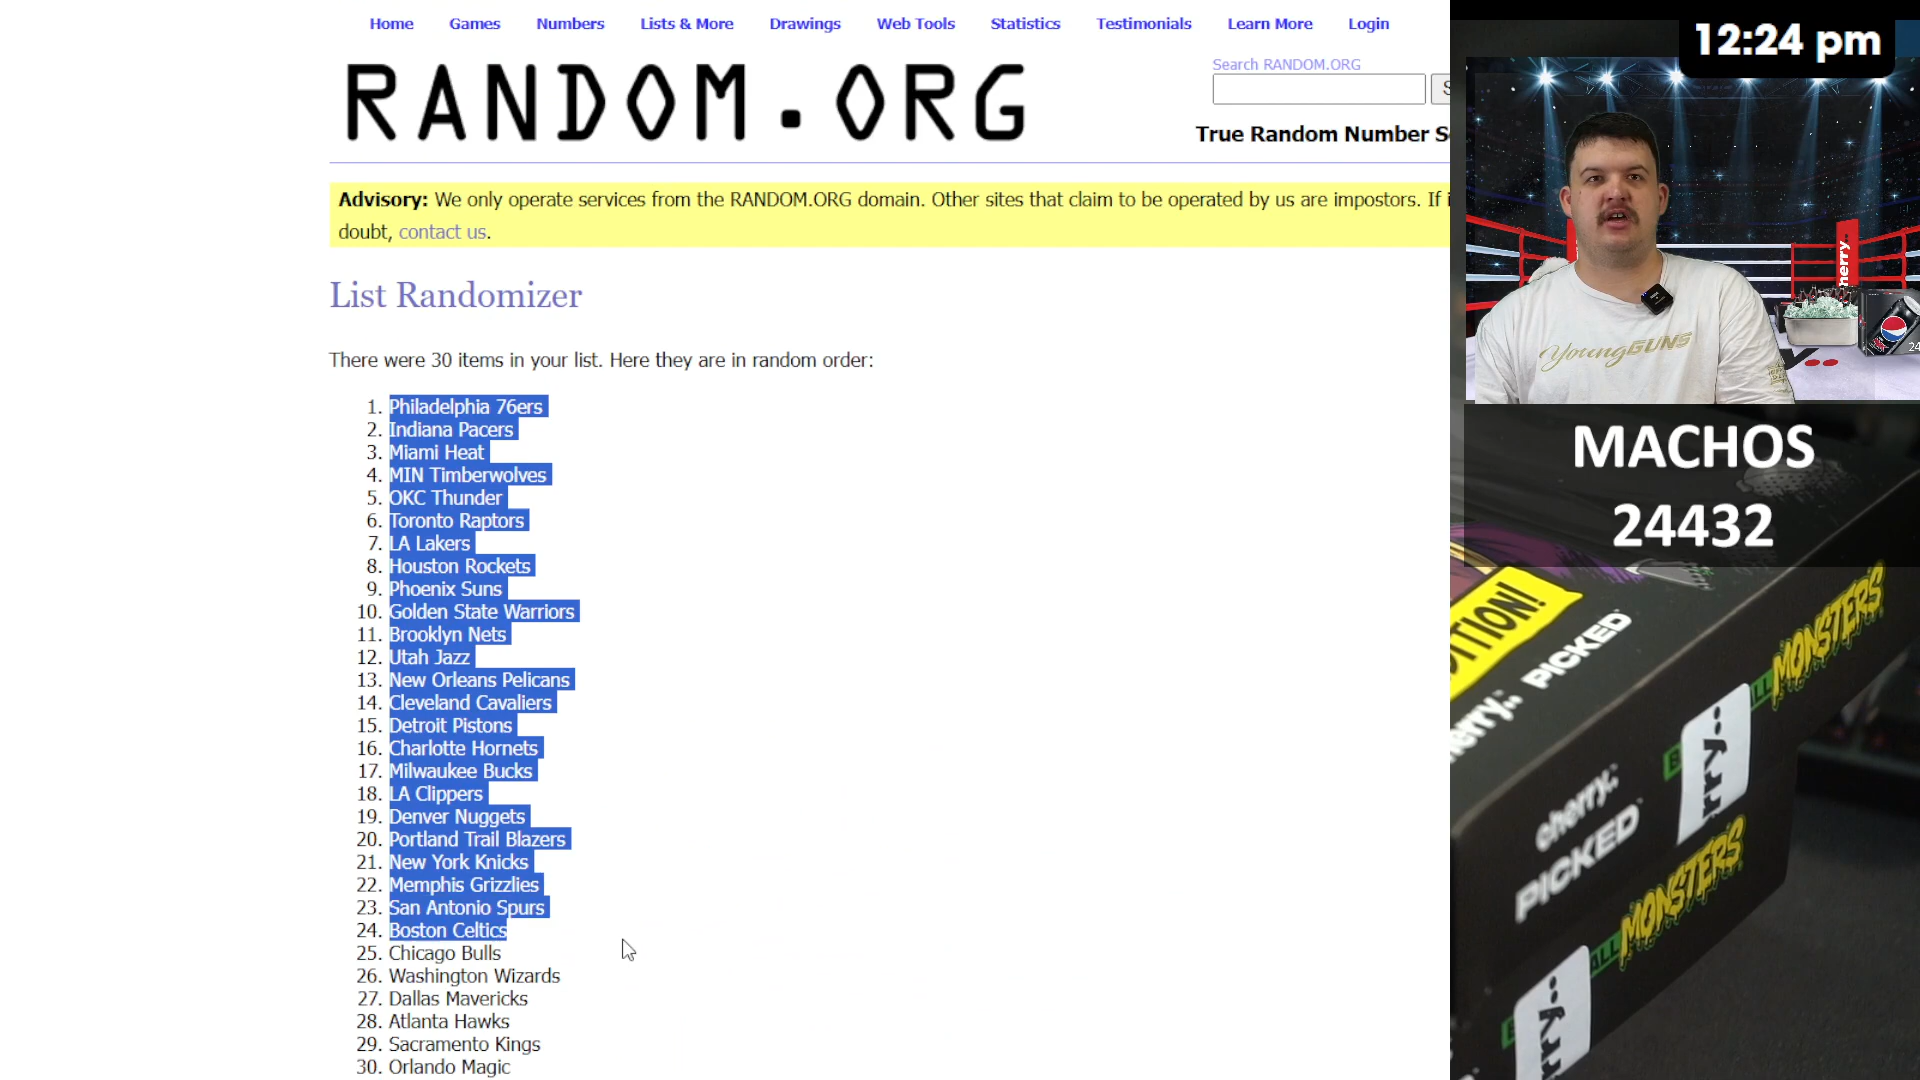 Home Games Numbers Lists & More Drawings Web Tools Statistics Testimonials Learn More Login
12:24 pm
RANDOM.ORG
Search RANDOM.ORG
True Random Number
Advisory: We only operate services from the RANDOM.ORG domain. Other sites that claim to be operated by us are impostors. If
doubt, contact us.
List Randomizer
There were 30 items in your list. Here they are in random order:
1. Philadelphia 76ers
2. Indiana Pacers
3. Miami Heat
4. MIN Timberwolves
5. OKC Thunder
6. Toronto Raptors
7. LA Lakers
8. Houston Rockets
9. Phoenix Suns
10. Golden State Warriors
11. Brooklyn Nets
12. Utah Jazz
13. New Orleans Pelicans
14. Cleveland Cavaliers
15. Detroit Pistons
16. Charlotte Hornets
17. Milwaukee Bucks
18. LA Clippers
19. Denver Nuggets
20. Portland Trail Blazers
21. New York Knicks
22. Memphis Grizzlies
23. San Antonio Spurs
24. Boston Celtics
25. Chicago Bulls
26. Washington Wizards
27. Dallas Mavericks
28. Atlanta Hawks
29. Sacramento Kings
30. Orlando Magic
herry
YoungGUNS
24
MACHOS
24432
PICKED
MONSTERS
cherry..
PICKED
MONSTERS